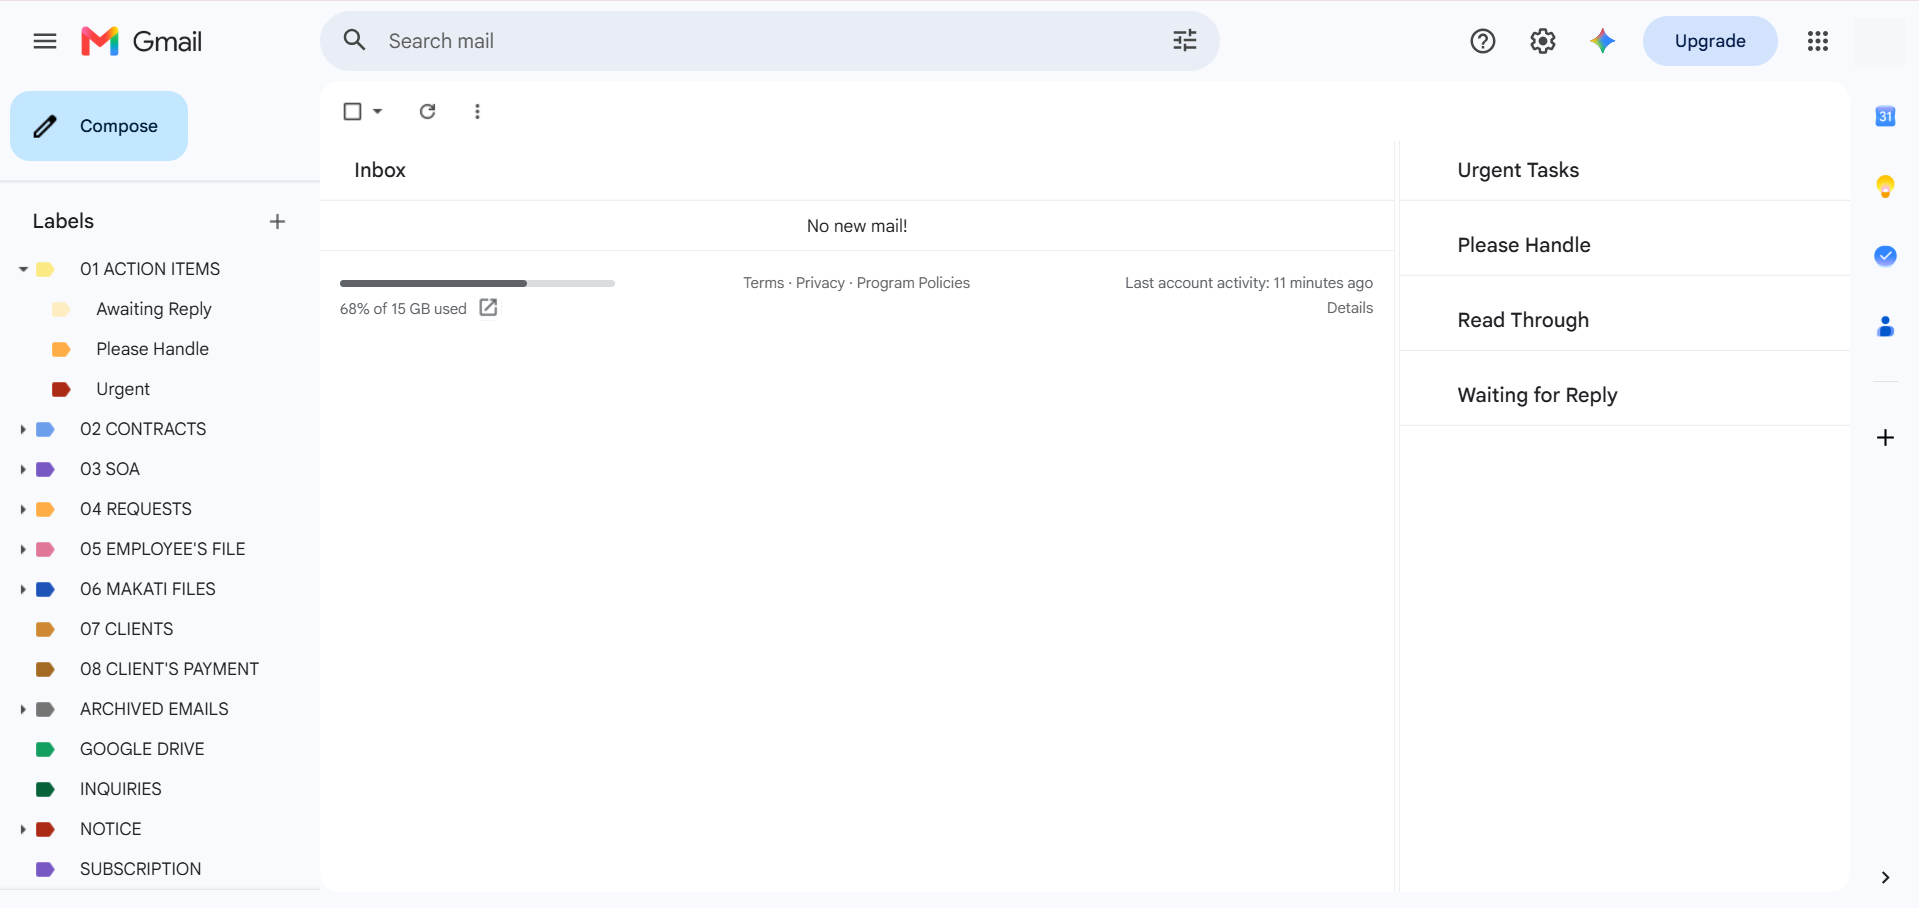 Gmail
Search mail
Upgrade
Compose
Labels
01 ACTION ITEMS
Awaiting Reply
Please Handle
Urgent
02 CONTRACTS
03 SOA
04 REQUESTS
05 EMPLOYEE'S FILE
06 MAKATI FILES
07 CLIENTS
08 CLIENT'S PAYMENT
ARCHIVED EMAILS
GOOGLE DRIVE
INQUIRIES
NOTICE
SUBSCRIPTION
Inbox
No new mail!
68% of 15 GB used
Terms · Privacy · Program Policies
Last account activity: 11 minutes ago
Details
Urgent Tasks
Please Handle
Read Through
Waiting for Reply
31